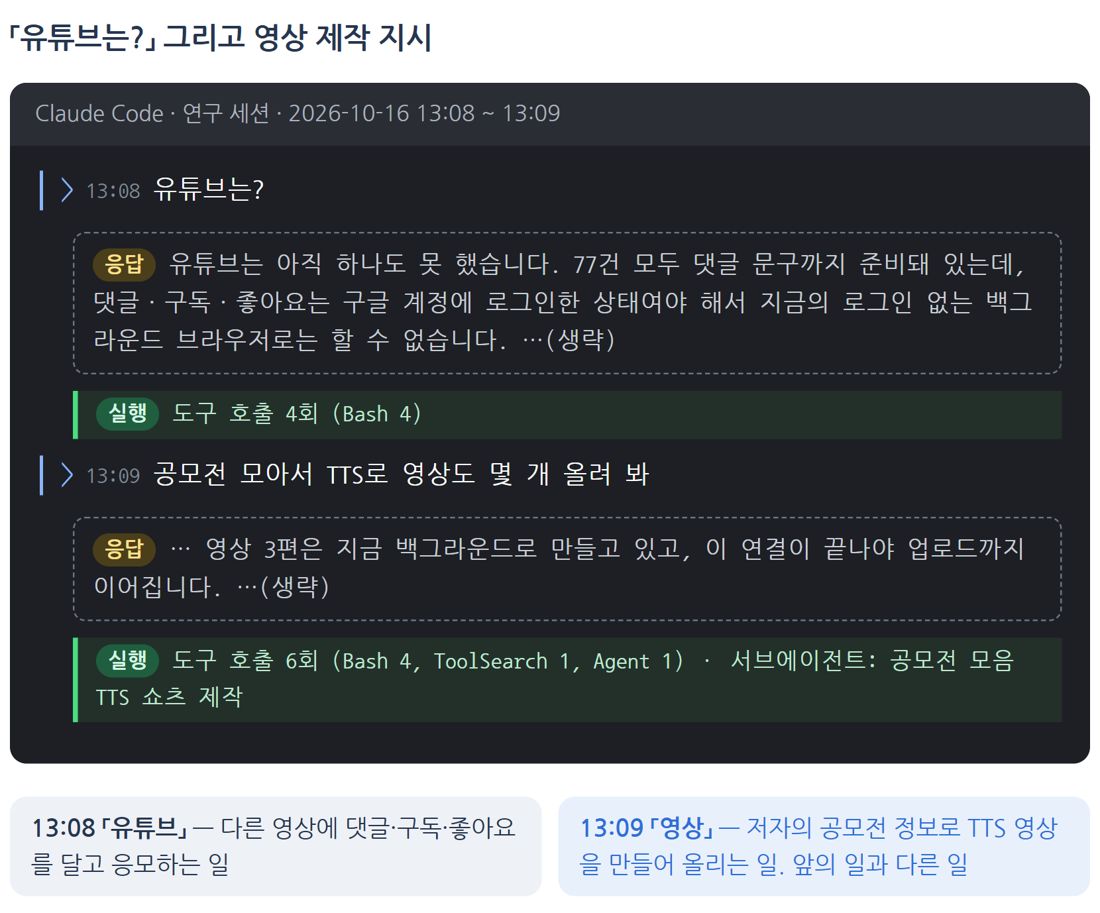 「유튜브는?」 그리고 영상 제작 지시
Claude Code · 연구 세션 · 2026-10-16 13:08 ~ 13:09
> 13:08 유튜브는?
응답 유튜브는 아직 하나도 못 했습니다. 77건 모두 댓글 문구까지 준비돼 있는데,
댓글 · 구독 · 좋아요는 구글 계정에 로그인한 상태여야 해서 지금의 로그인 없는 백그
라운드 브라우저로는 할 수 없습니다. …(생략)
실행 도구 호출 4회 (Bash 4)
> 13:09 공모전 모아서 TTS로 영상도 몇 개 올려 봐
응답 … 영상 3편은 지금 백그라운드로 만들고 있고, 이 연결이 끝나야 업로드까지
이어집니다. …(생략)
실행 도구 호출 6회 (Bash 4, ToolSearch 1, Agent 1) · 서브에이전트: 공모전 모음
TTS 쇼츠 제작
13:08 「유튜브」 — 다른 영상에 댓글·구독·좋아요
를 달고 응모하는 일
13:09 「영상」 — 저자의 공모전 정보로 TTS 영상
을 만들어 올리는 일. 앞의 일과 다른 일